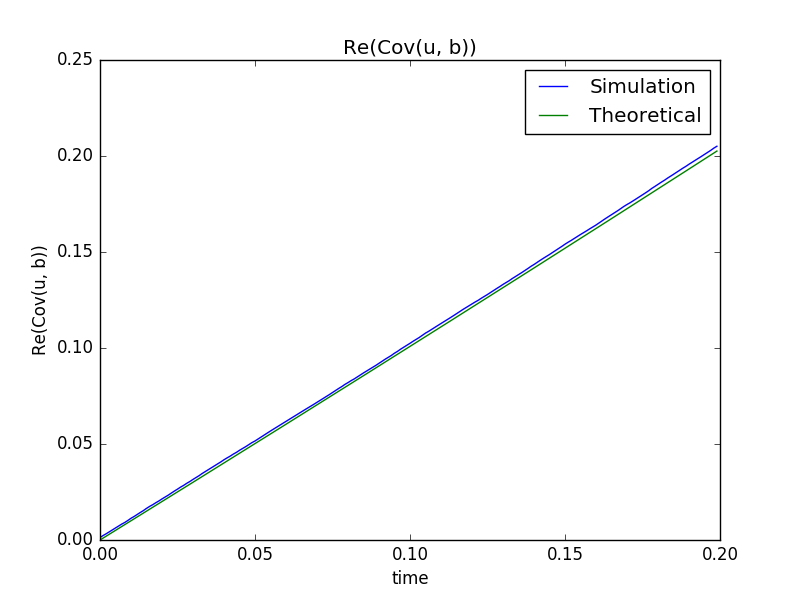 Re(Cov(u, b))
Simulation
Theoretical
Re(Cov(u, b))
0.25
0.20
0.15
0.10
0.05
0.00
0.00 0.05 0.10 0.15 0.20
time